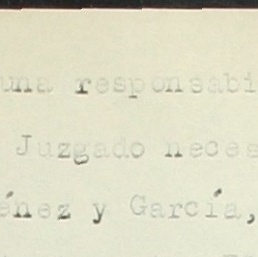 una responsabi
Juzgado neces
énez y García,